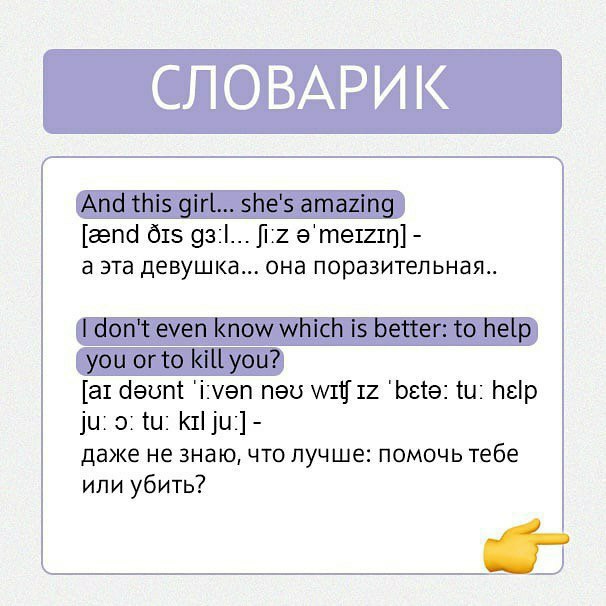 СЛОВАРИК
And this girl... she's amazing
[ænd ðɪs gɜːl... ʃiːz əˈmeɪzɪŋ] -
а эта девушка... она поразительная..
I don't even know which is better: to help
you or to kill you?
[aɪ dəʊnt ˈiːvən nəʊ wɪʧ ɪz ˈbɛtə: tuː hɛlp
juː ɔː tuː kɪl juː] -
даже не знаю, что лучше: помочь тебе
или убить?